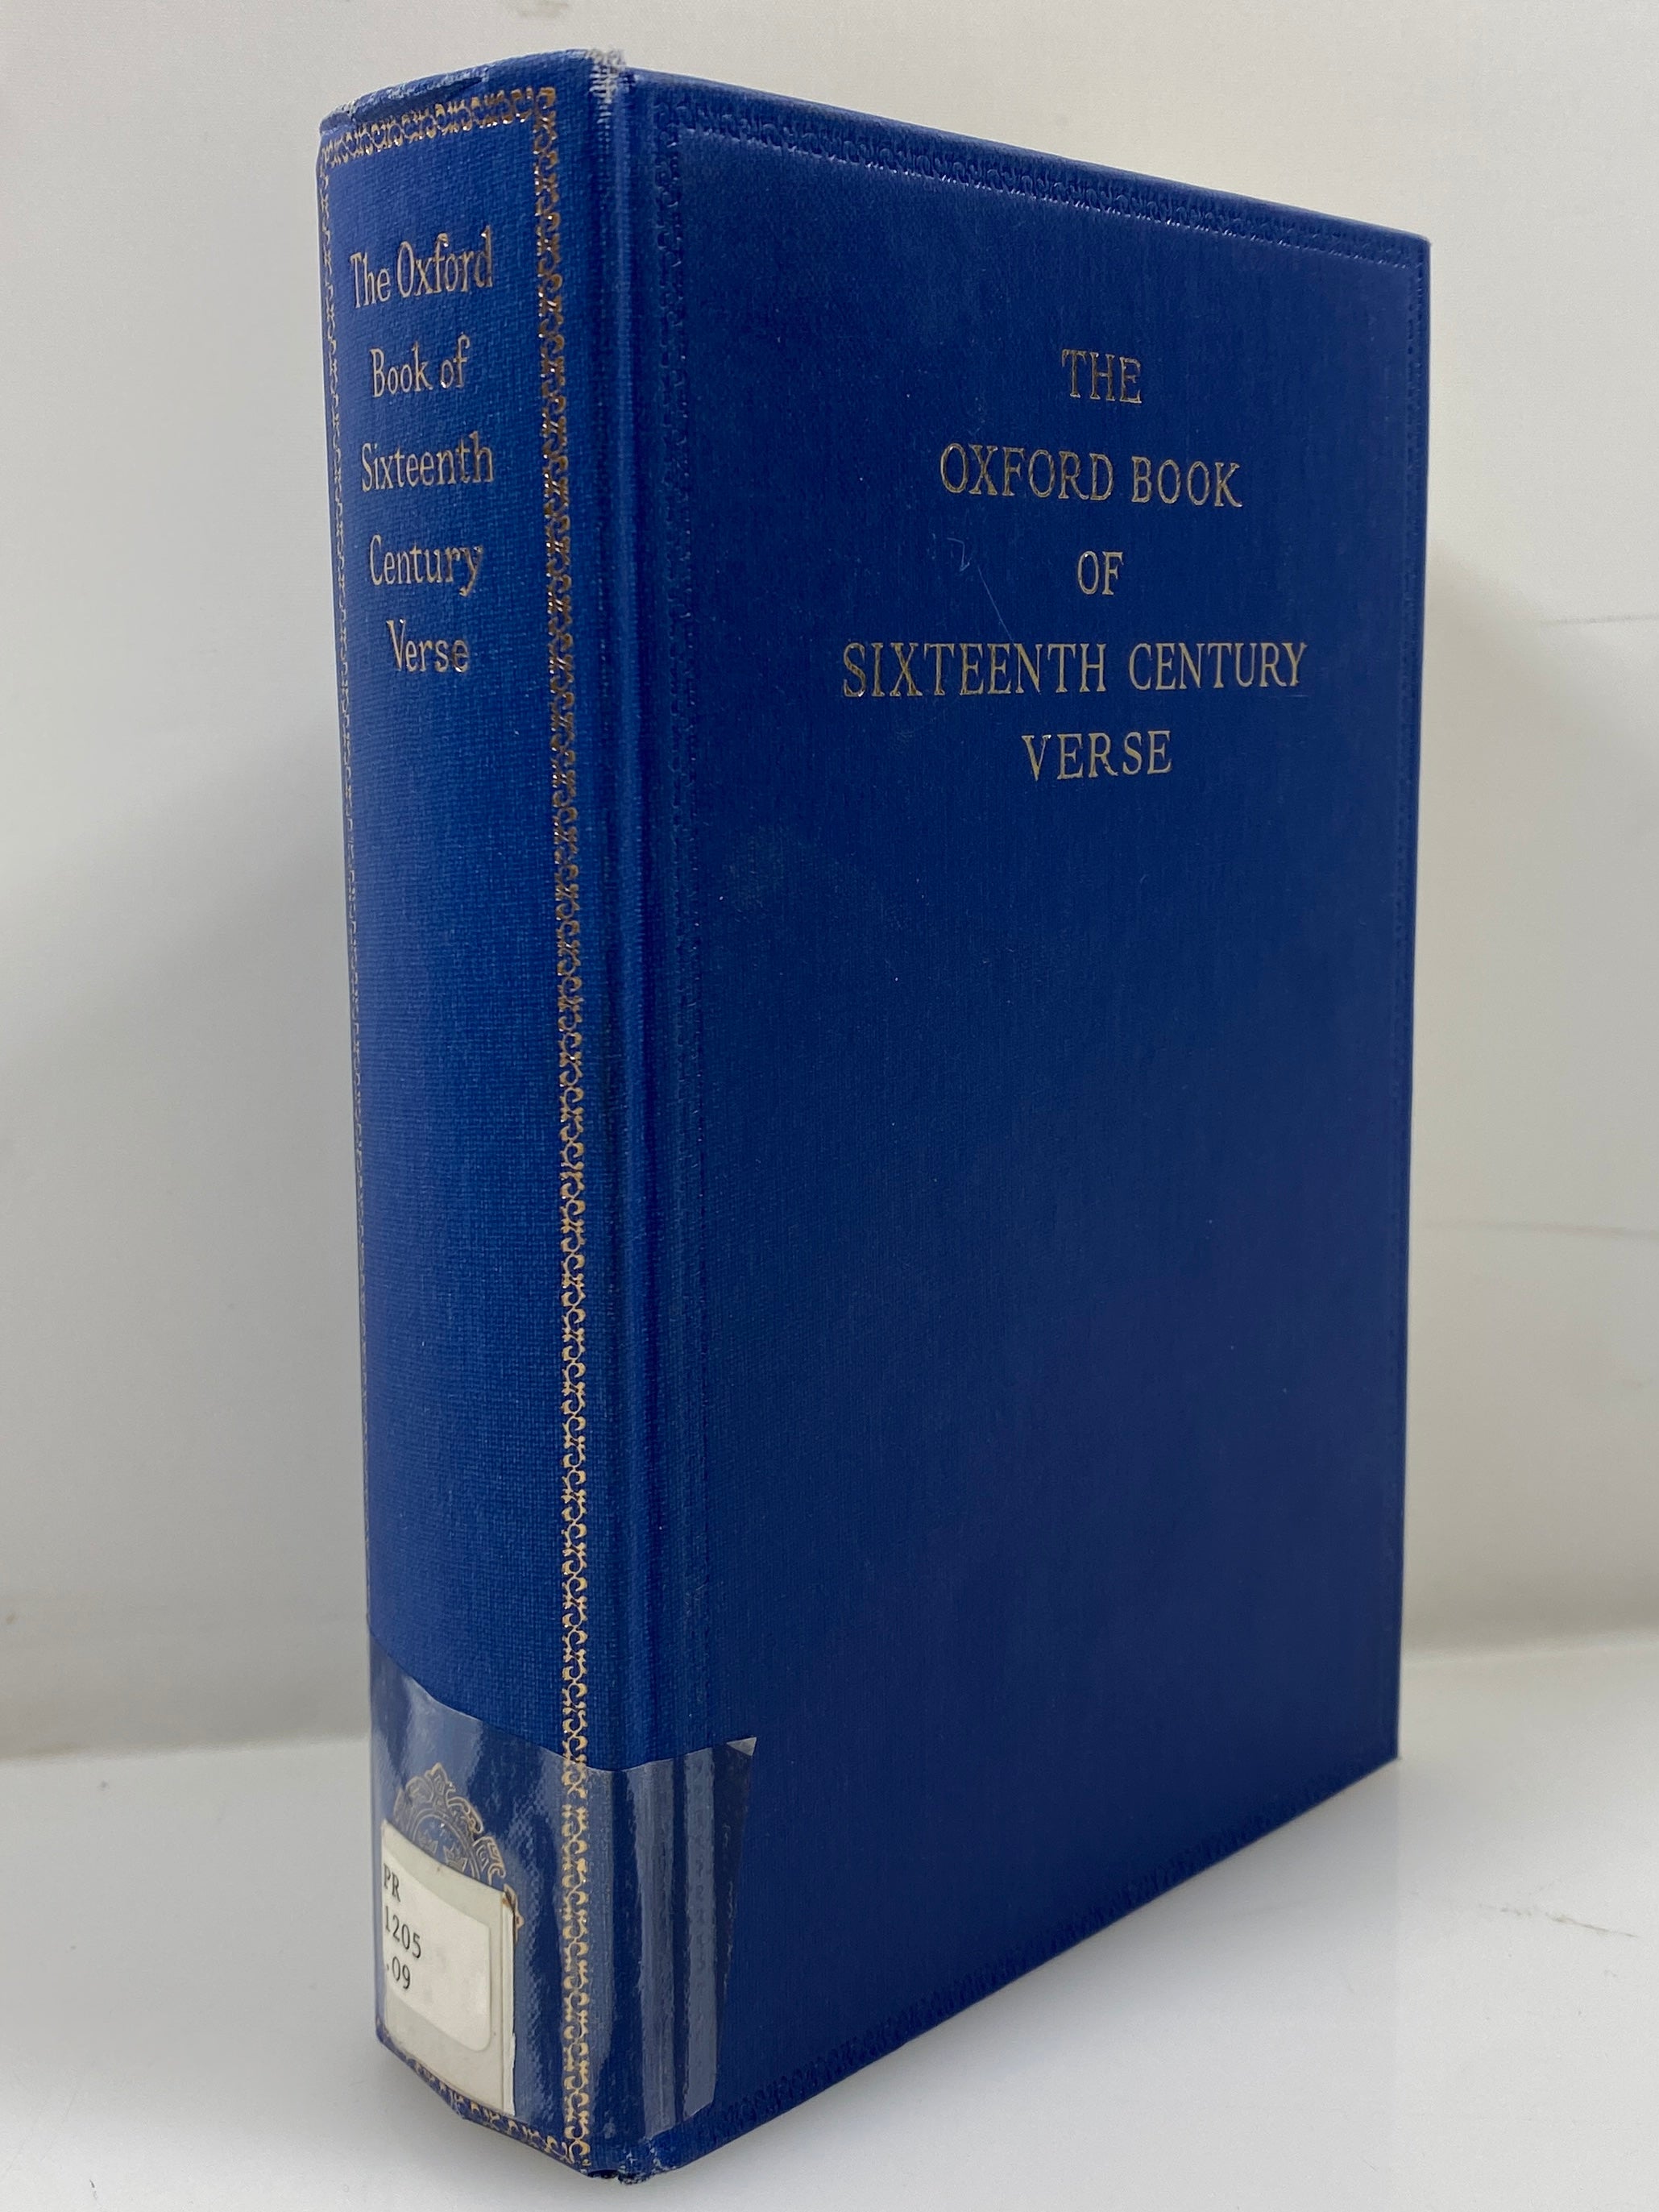 The Oxford
Book of
Sixteenth
Century
Verse
PR
1205
.09
THE
OXFORD BOOK
OF
SIXTEENTH CENTURY
VERSE